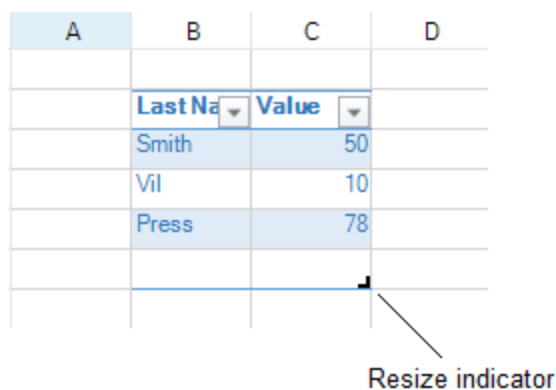 A B C D
Last Na Value
Smith 50
Vil 10
Press 78
Resize indicator